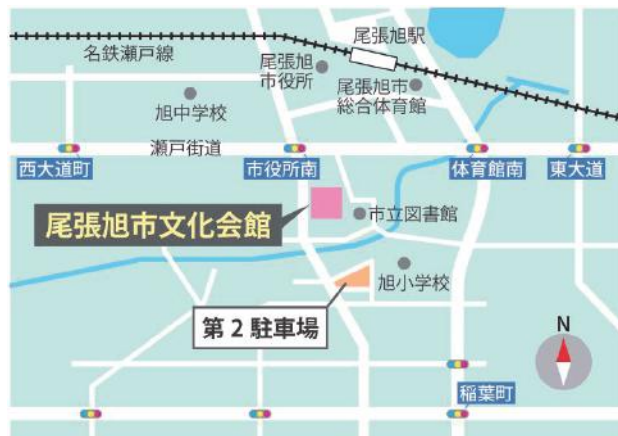 名鉄瀬戸線
尾張旭駅
尾張旭
市役所
尾張旭市
総合体育館
旭中学校
瀬戸街道
西大道町
市役所南
体育館南
東大道
尾張旭市文化会館
市立図書館
旭小学校
第2駐車場
N
稲葉町